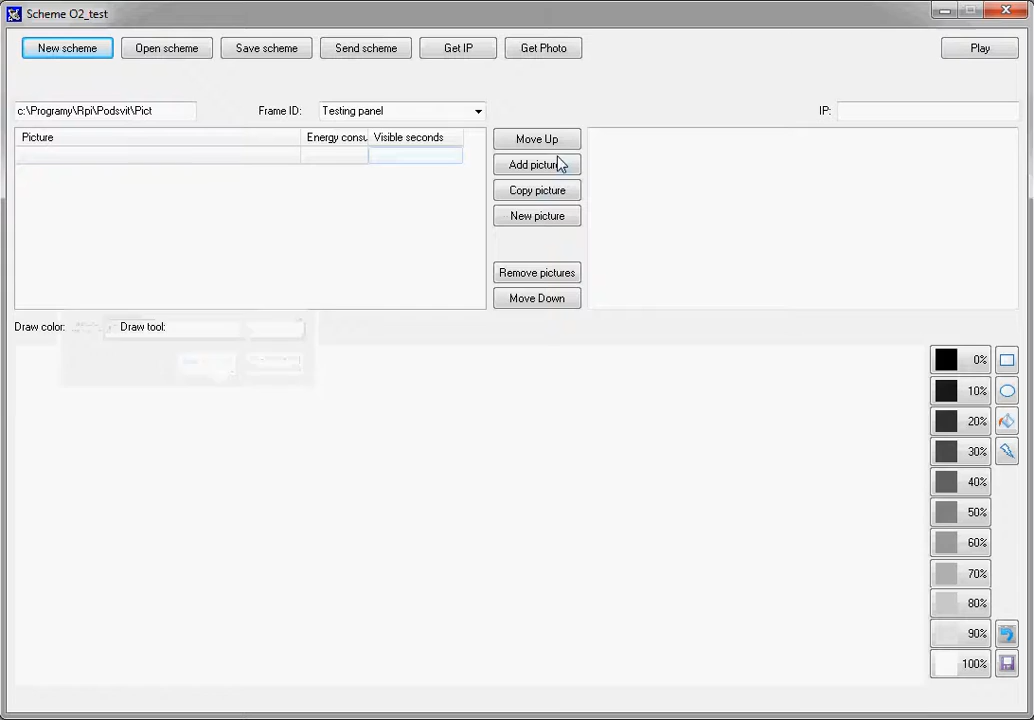 Scheme O2_test
New scheme
Open scheme
Save scheme
Send scheme
Get IP
Get Photo
Play
c:\Programy\Rpi\Podsvit\Pict
Frame ID:
Testing panel
IP:
Picture
Energy consu
Visible seconds
Move Up
Add picture
Copy picture
New picture
Remove pictures
Move Down
Draw color:
Draw tool:
0%
10%
20%
30%
40%
50%
60%
70%
80%
90%
100%